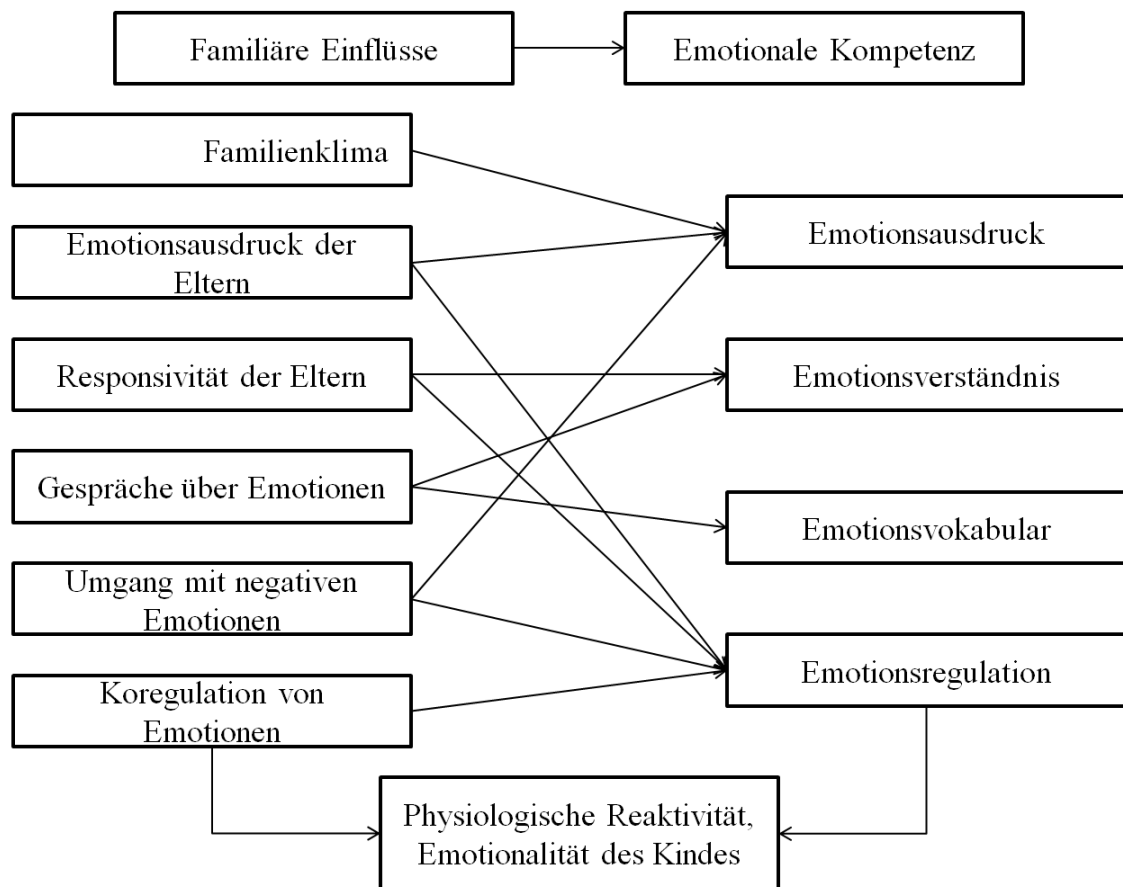 Familiäre Einflüsse
Emotionale Kompetenz
Familienklima
Emotionsausdruck der
Eltern
Responsivität der Eltern
Gespräche über Emotionen
Umgang mit negativen
Emotionen
Koregulation von
Emotionen
Emotionsausdruck
Emotionsverständnis
Emotionsvokabular
Emotionsregulation
Physiologische Reaktivität,
Emotionalität des Kindes